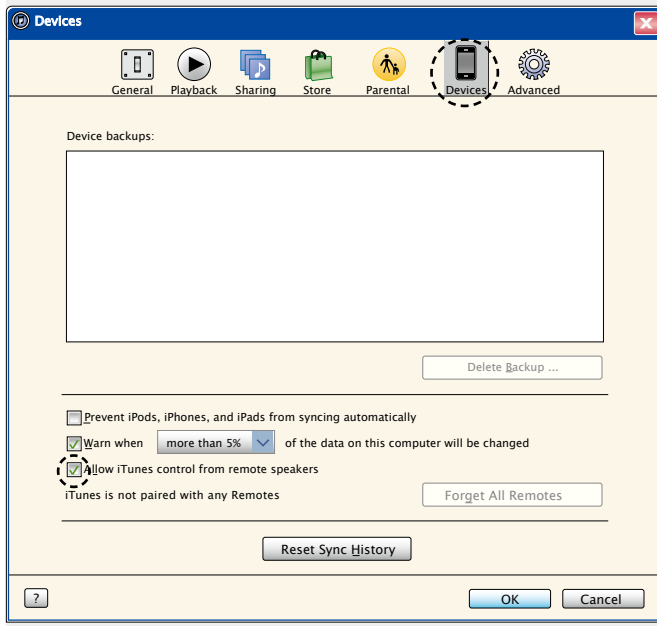 Devices
General Playback Sharing Store Parental Devices Advanced
Device backups:
Delete Backup ...
Prevent iPods, iPhones, and iPads from syncing automatically
Warn when more than 5% of the data on this computer will be changed
Allow iTunes control from remote speakers
iTunes is not paired with any Remotes Forget All Remotes
Reset Sync History
? OK Cancel